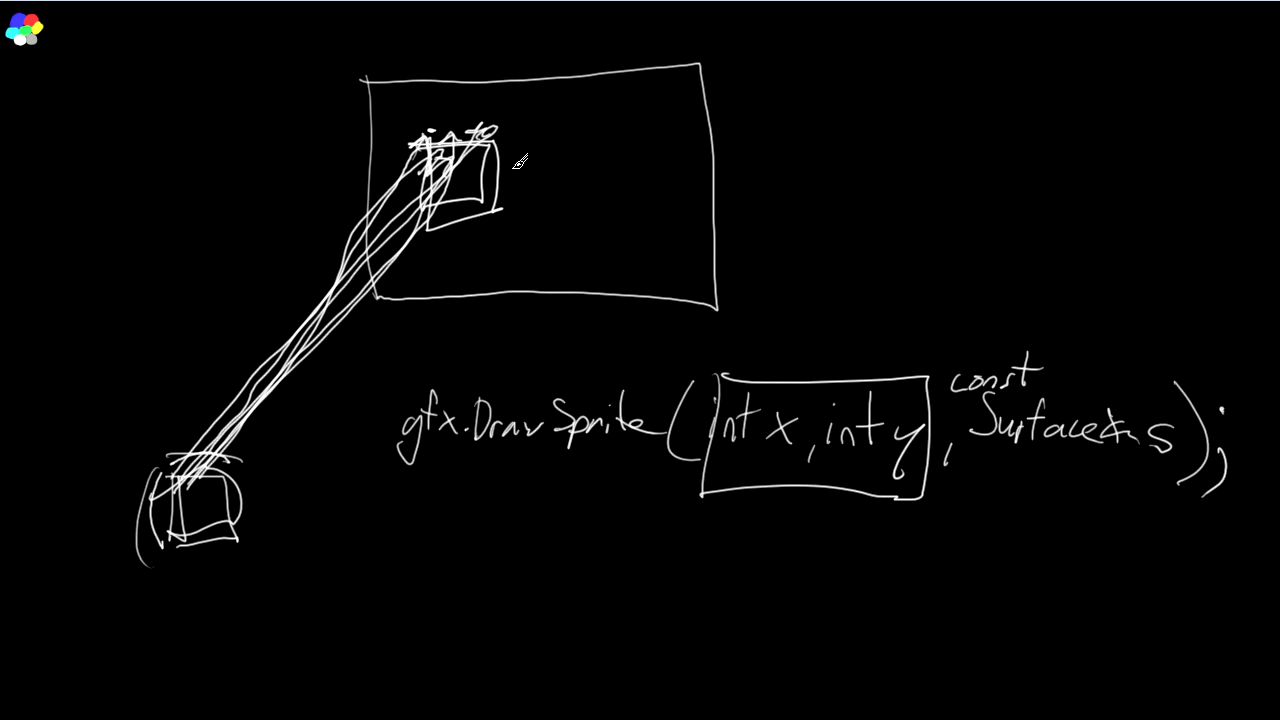 const
gfx.DrawSprite(int x, int y, Surface& s);